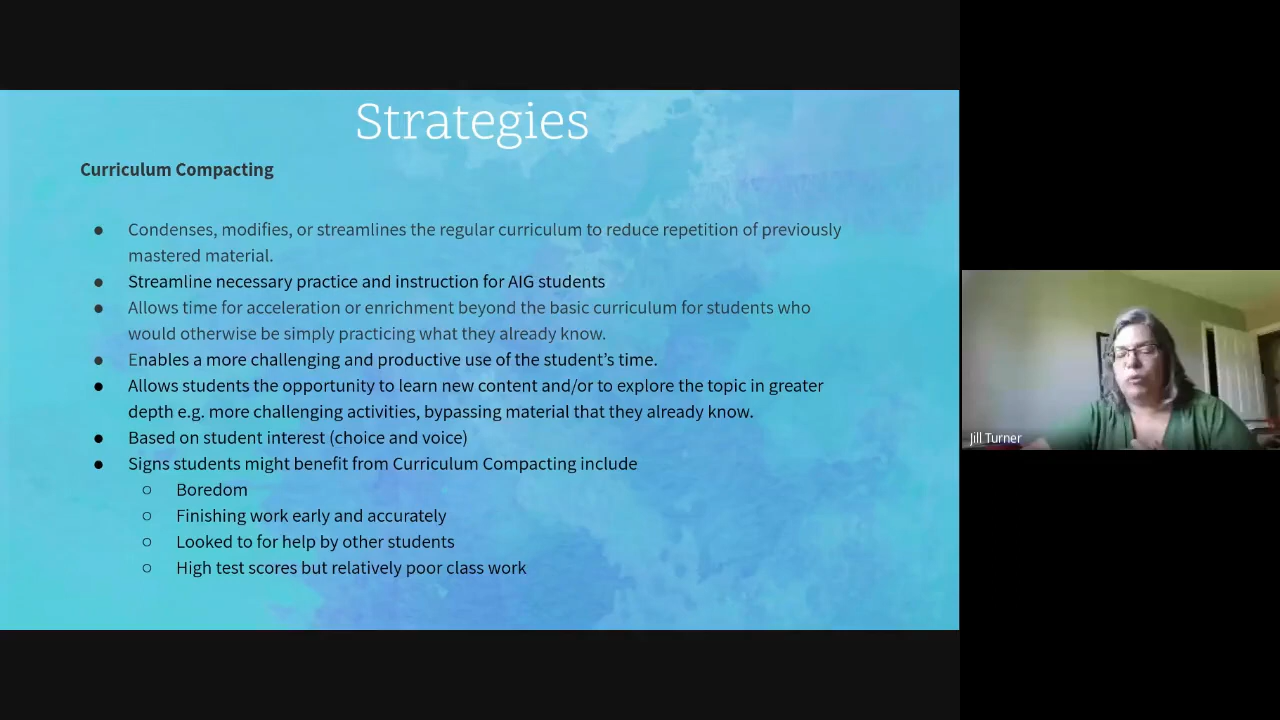 Strategies
Curriculum Compacting
● Condenses, modifies, or streamlines the regular curriculum to reduce repetition of previously
mastered material.
● Streamline necessary practice and instruction for AIG students
● Allows time for acceleration or enrichment beyond the basic curriculum for students who
would otherwise be simply practicing what they already know.
● Enables a more challenging and productive use of the student’s time.
● Allows students the opportunity to learn new content and/or to explore the topic in greater
depth e.g. more challenging activities, bypassing material that they already know.
● Based on student interest (choice and voice)
● Signs students might benefit from Curriculum Compacting include
○ Boredom
○ Finishing work early and accurately
○ Looked to for help by other students
○ High test scores but relatively poor class work
Jill Turner